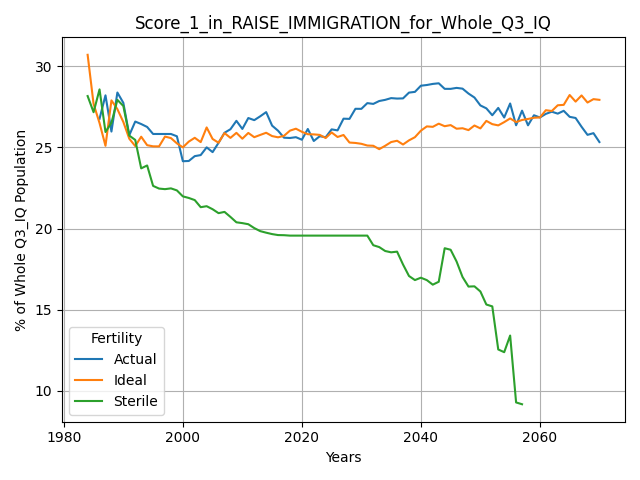 Score_1_in_RAISE_IMMIGRATION_for_Whole_Q3_IQ
% of Whole Q3_IQ Population
30
25
20
15
10
Fertility
Actual
Ideal
Sterile
1980
2000
2020
2040
2060
Years